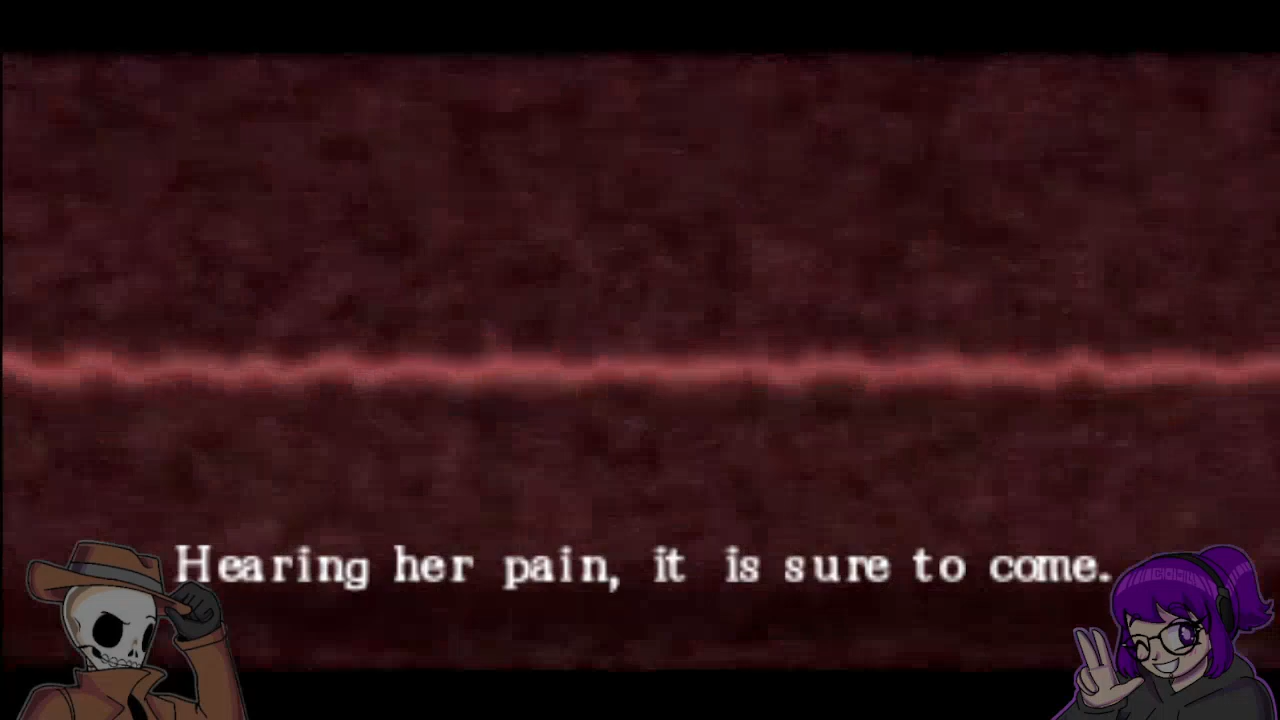 Hearing her pain, it is sure to come.